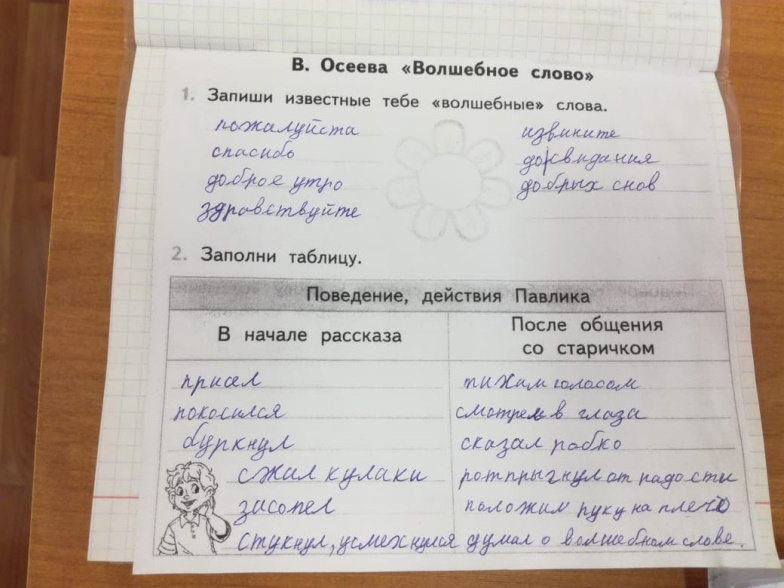 В. Осеева «Волшебное слово»
1. Запиши известные тебе «волшебные» слова.
пожалуйста
извините
спасибо
досвидания
доброе утро
добрых снов
здравствуйте
2. Заполни таблицу.
Поведение, действия Павлика
В начале рассказа
После общения
со старичком
присел
тихим голосом
покосился
смотрел в глаза
буркнул
сказал робко
сжал кулаки
ротпрыгнул от радости
засопел
положил руку на плечо
стукнул, усмехнулся
думал о волшебном слове.